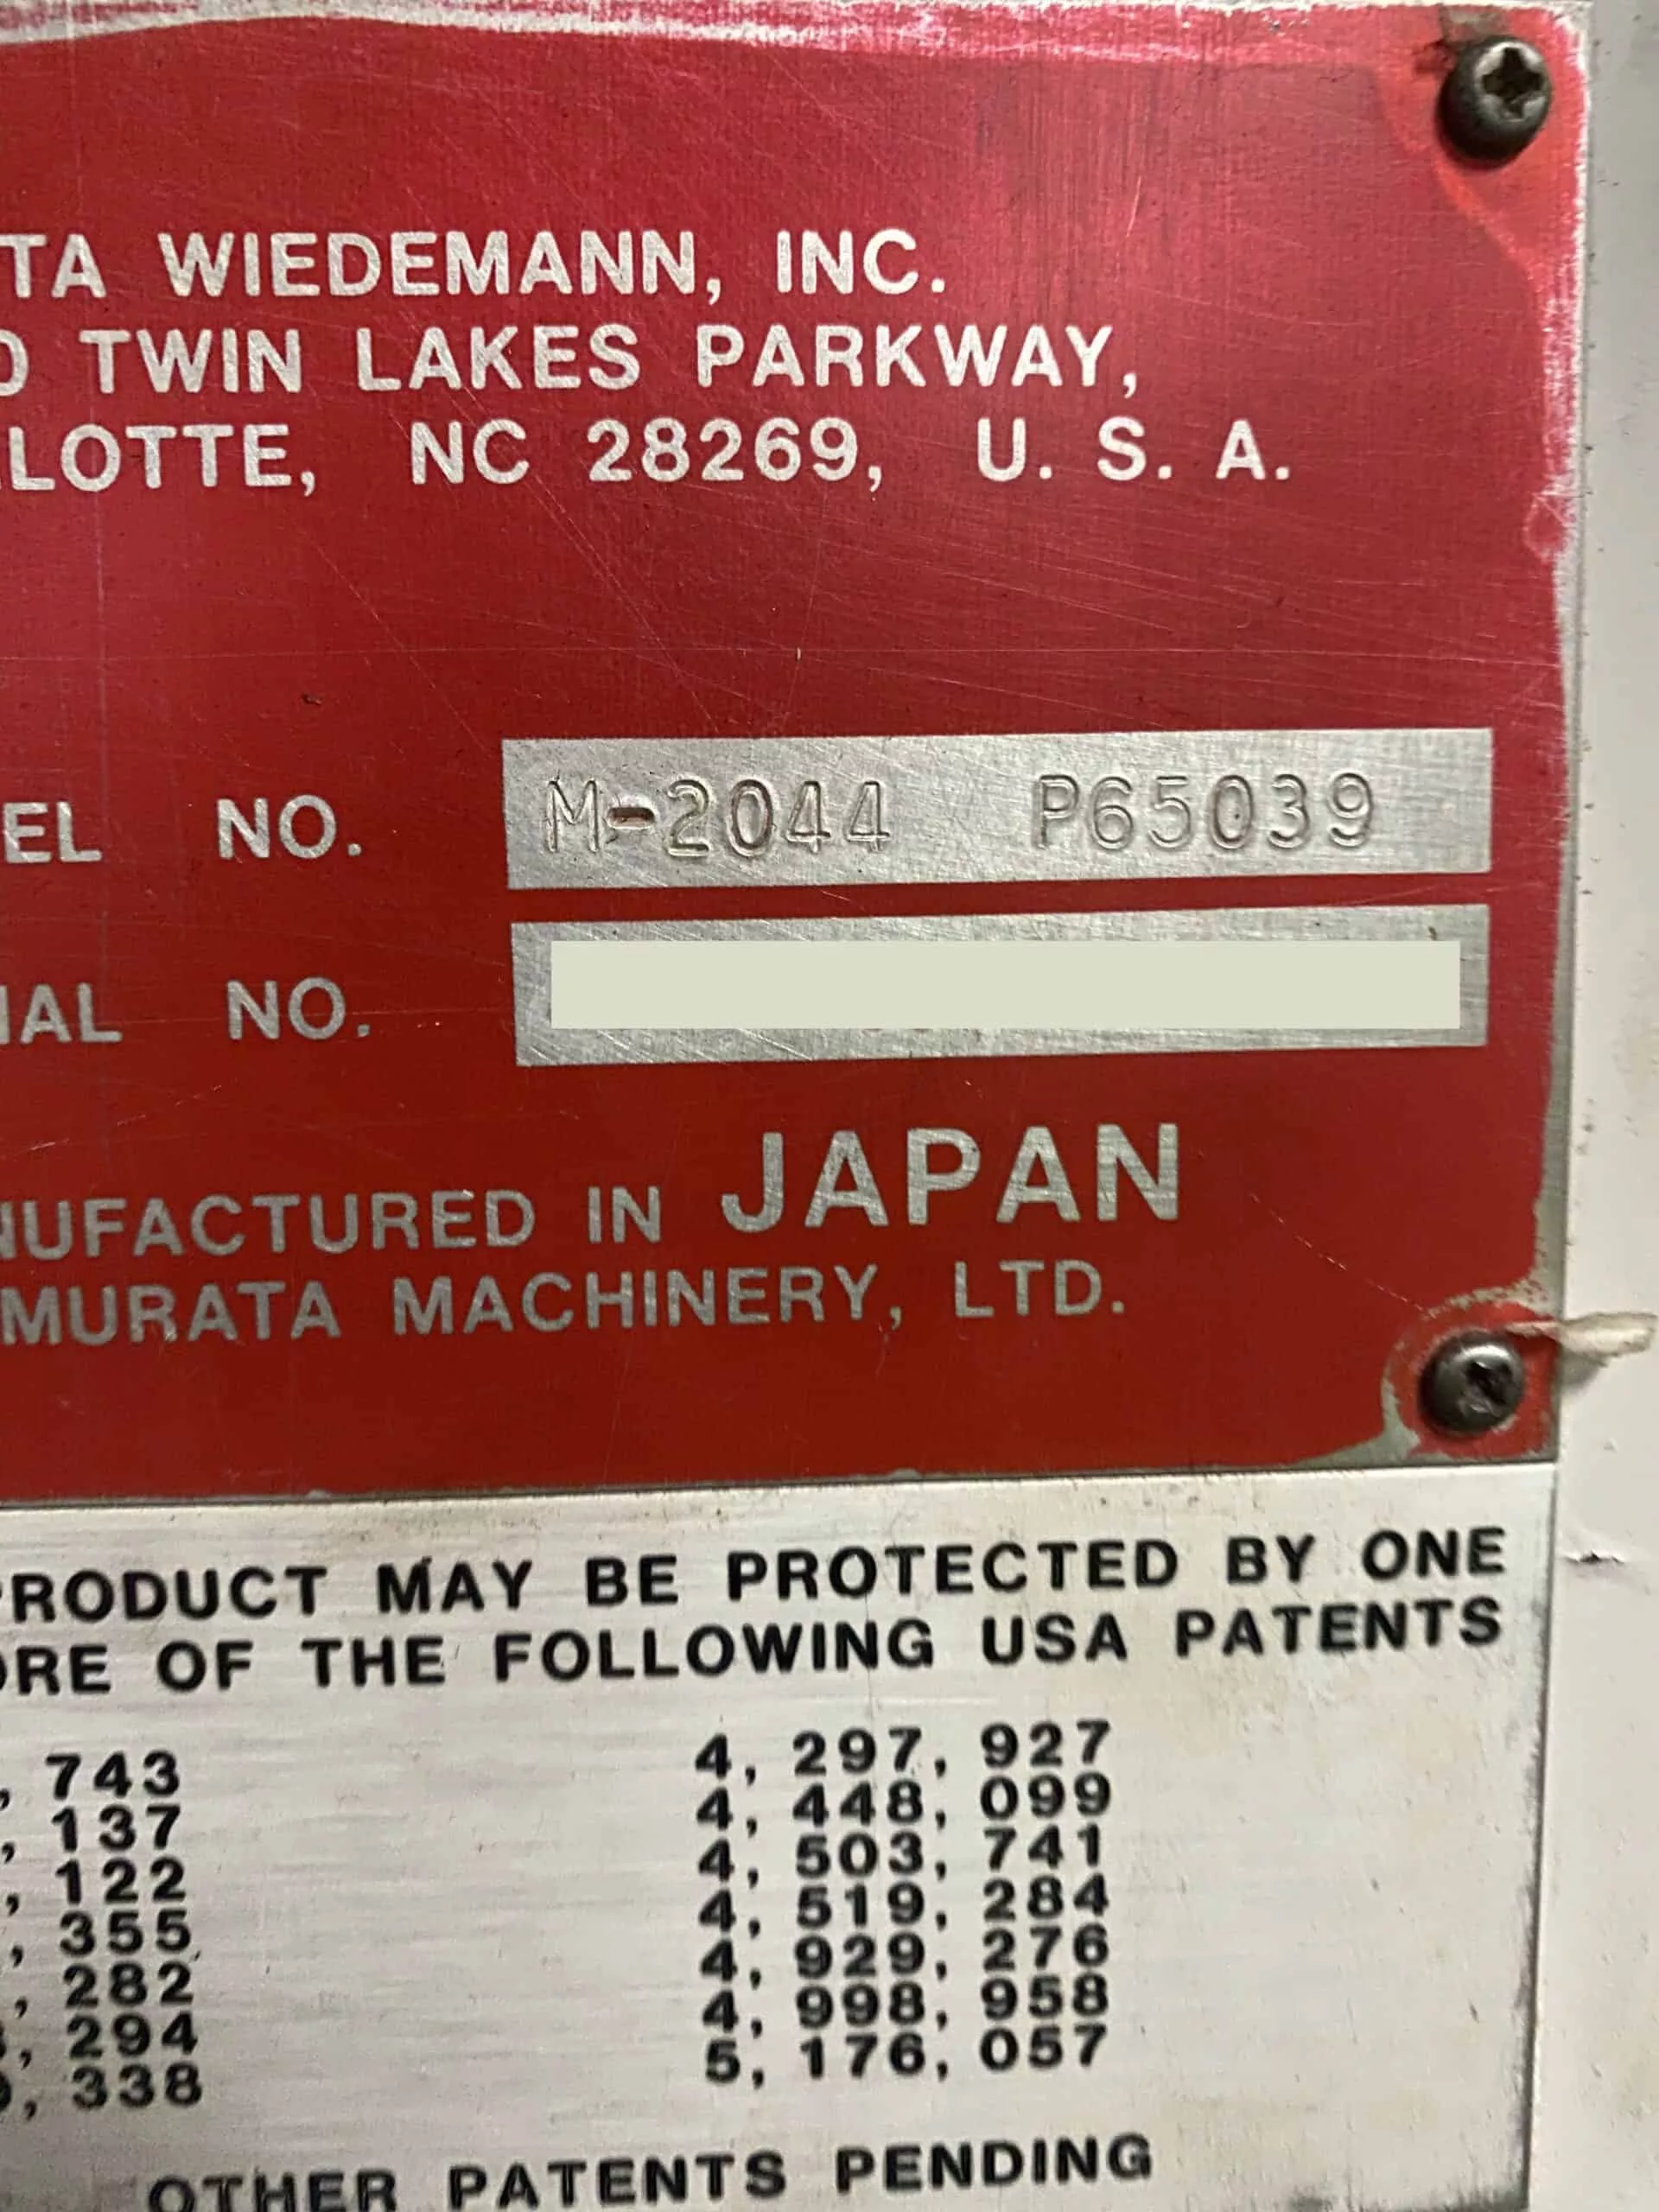 TA WIEDEMANN, INC.
0 TWIN LAKES PARKWAY,
LOTTE, NC 28269, U. S. A.
EL NO. M-2044 P65039
IAL NO.
NUFACTURED IN JAPAN
MURATA MACHINERY, LTD.
PRODUCT MAY BE PROTECTED BY ONE
ORE OF THE FOLLOWING USA PATENTS
, 743 4, 297, 927
, 137 4, 448, 099
, 122 4, 503, 741
, 355 4, 519, 284
, 282 4, 929, 276
, 294 4, 998, 958
, 338 5, 176, 057
OTHER PATENTS PENDING